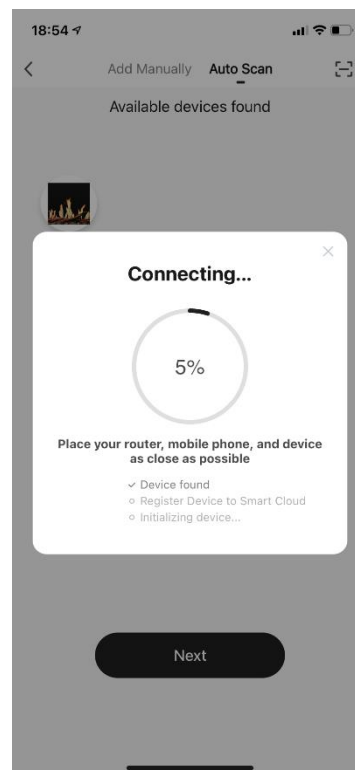 18:54
Add Manually Auto Scan
Available devices found
Connecting...
5%
Place your router, mobile phone, and device
as close as possible
Device found
Register Device to Smart Cloud
Initializing device...
Next